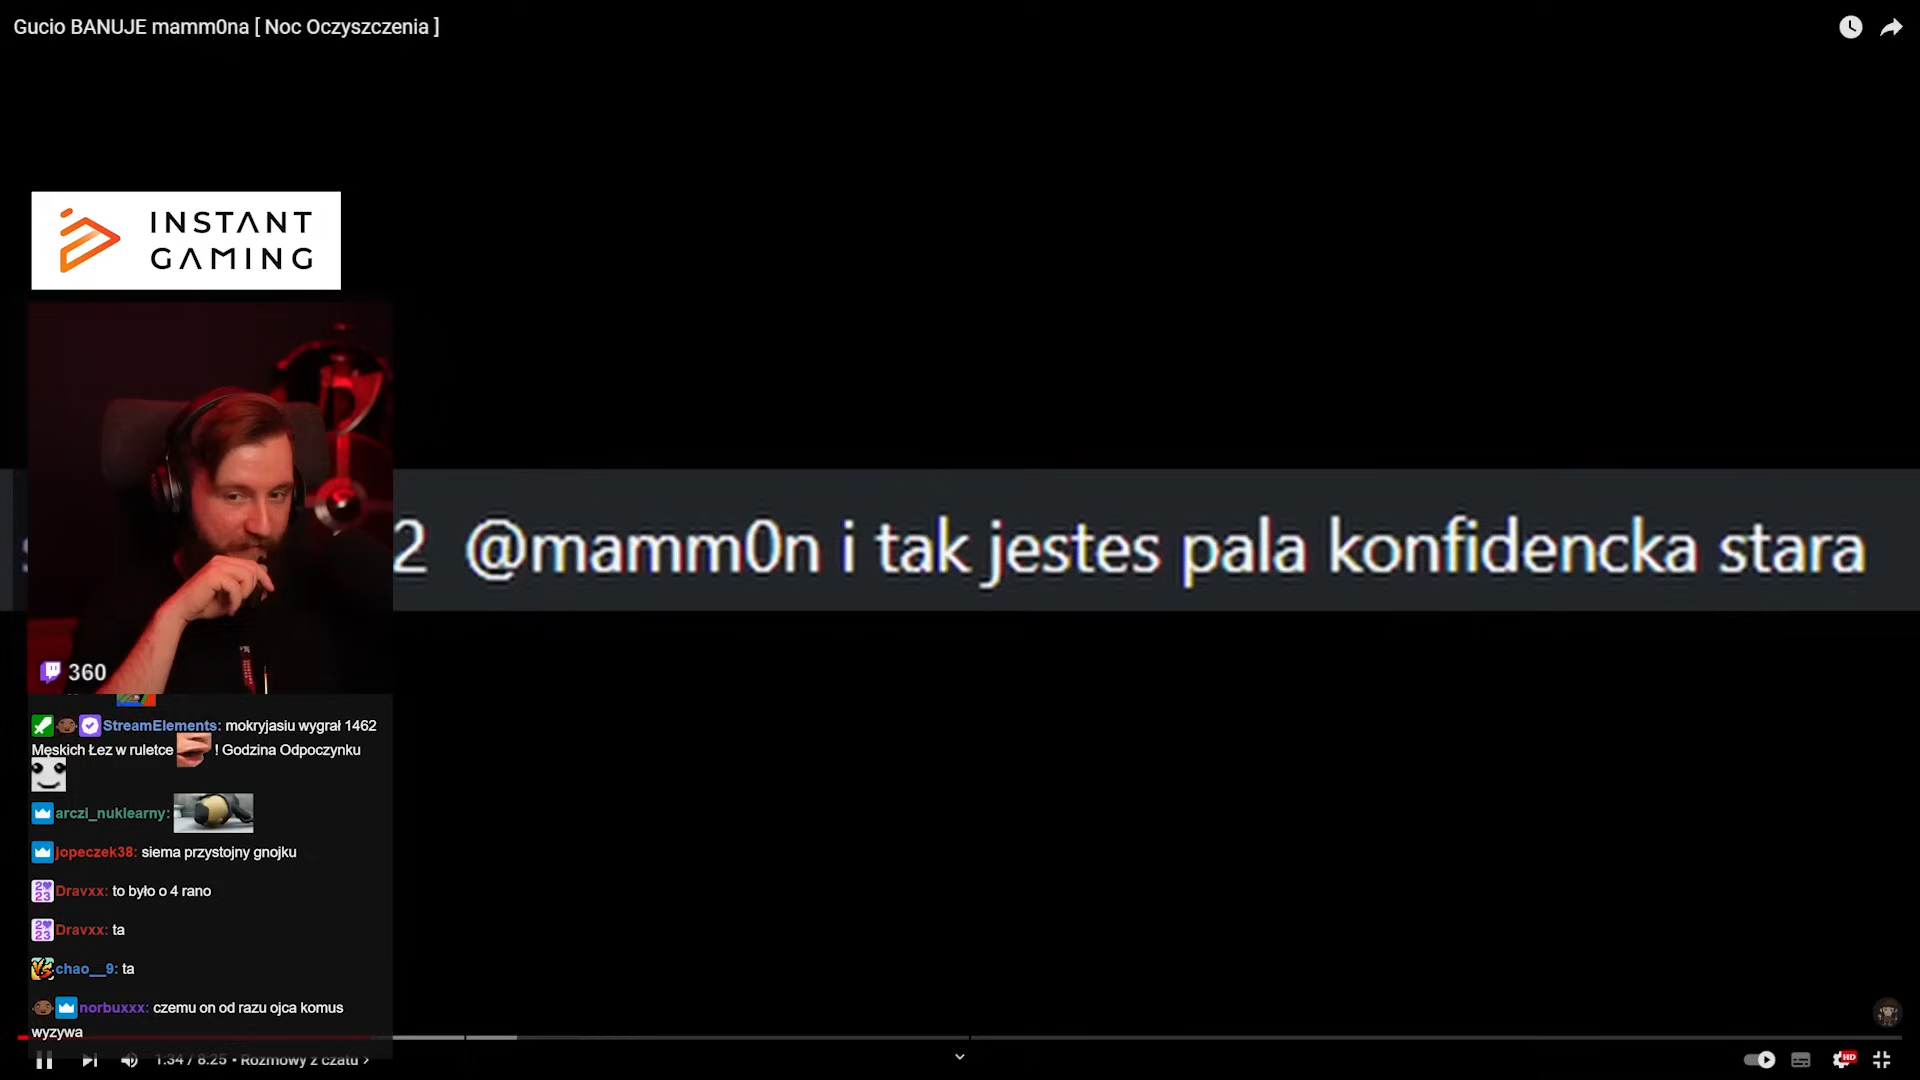 Gucio BANUJE mamm0na [ Noc Oczyszczenia ]
INSTANT
GAMING
2 @mamm0n i tak jestes pala konfidencka stara
360
StreamElements: mokryjasiu wygrał 1462
Męskich Łez w ruletce ! Godzina Odpoczynku
arczi_nuklearny:
jopeczek38: siema przystojny gnojku
Dravxx: to było o 4 rano
Dravxx: ta
chao__9: ta
norbuxxx: czemu on od razu ojca komus
wyzywa
1:34 / 8:25 • Rozmowy z czatu ›
HD